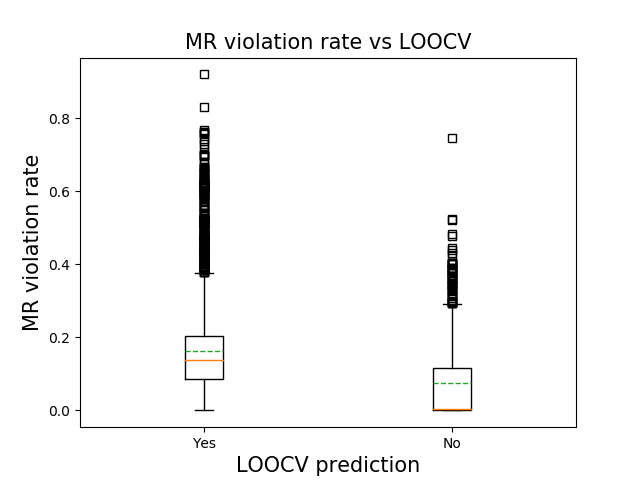 MR violation rate vs LOOCV
MR violation rate
0.8
0.6
0.4
0.2
0.0
Yes
No
LOOCV prediction